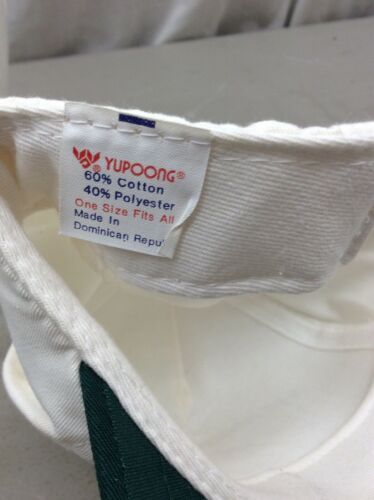 YUPOONG®
60% Cotton
40% Polyester
One Size Fits All
Made In
Dominican Repu